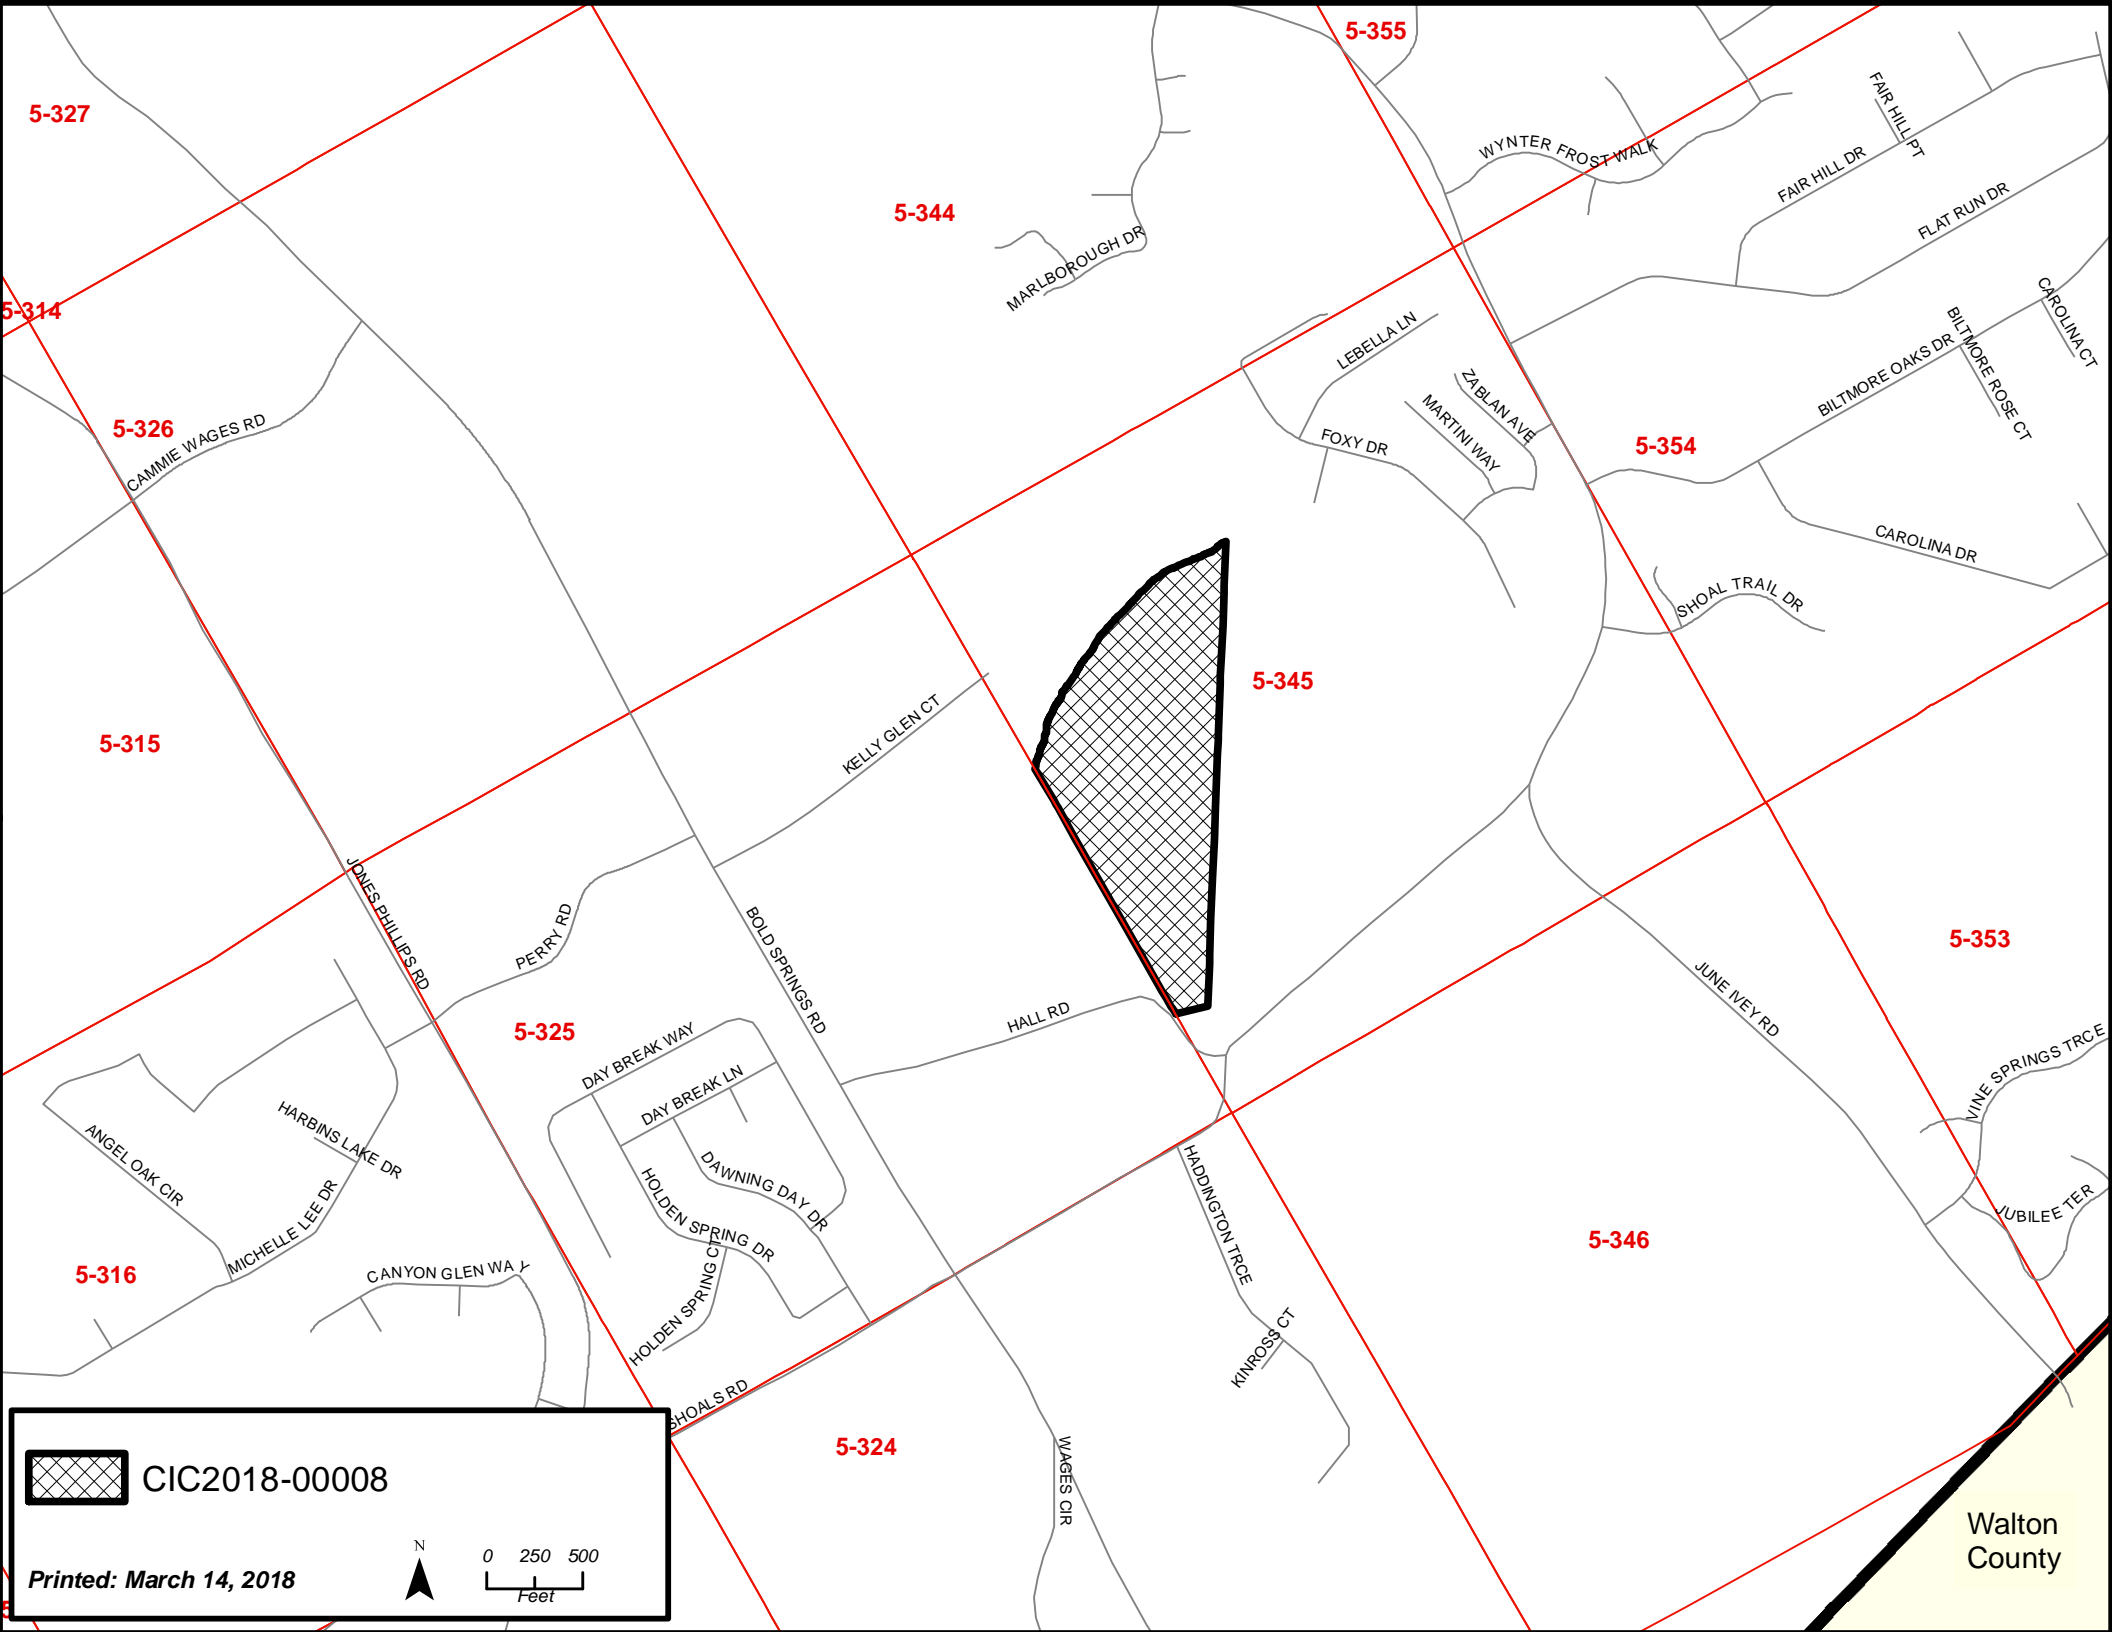 5-355
5-327
FAIR HILL PT
WYNTER FROST WALK
FAIR HILL DR
5-344
FLAT RUN DR
MARLBOROUGH DR
5-314
CAROLINA CT
LEBELLA LN
BILTMORE ROSE CT
BILTMORE OAKS DR
ZABLAN AVE
MARTINI WAY
5-326
CAMMIE WAGES RD
FOXY DR
5-354
CAROLINA DR
SHOAL TRAIL DR
5-345
KELLY GLEN CT
5-315
JONES PHILLIPS RD
PERRY RD
BOLD SPRINGS RD
5-353
JUNE IVEY RD
HALL RD
5-325
DAY BREAK WAY
DAY BREAK LN
VINE SPRINGS TRCE
HARBINS LAKE DR
ANGEL OAK CIR
MICHELLE LEE DR
DAWNING DAY DR
HOLDEN SPRING DR
HADDINGTON TRCE
JUBILEE TER
5-346
5-316
CANYON GLEN WAY
HOLDEN SPRING CT
KINROSS CT
SHOALS RD
5-324
WAGES CIR
CIC2018-00008
Walton
County
N
0 250 500
Feet
Printed: March 14, 2018